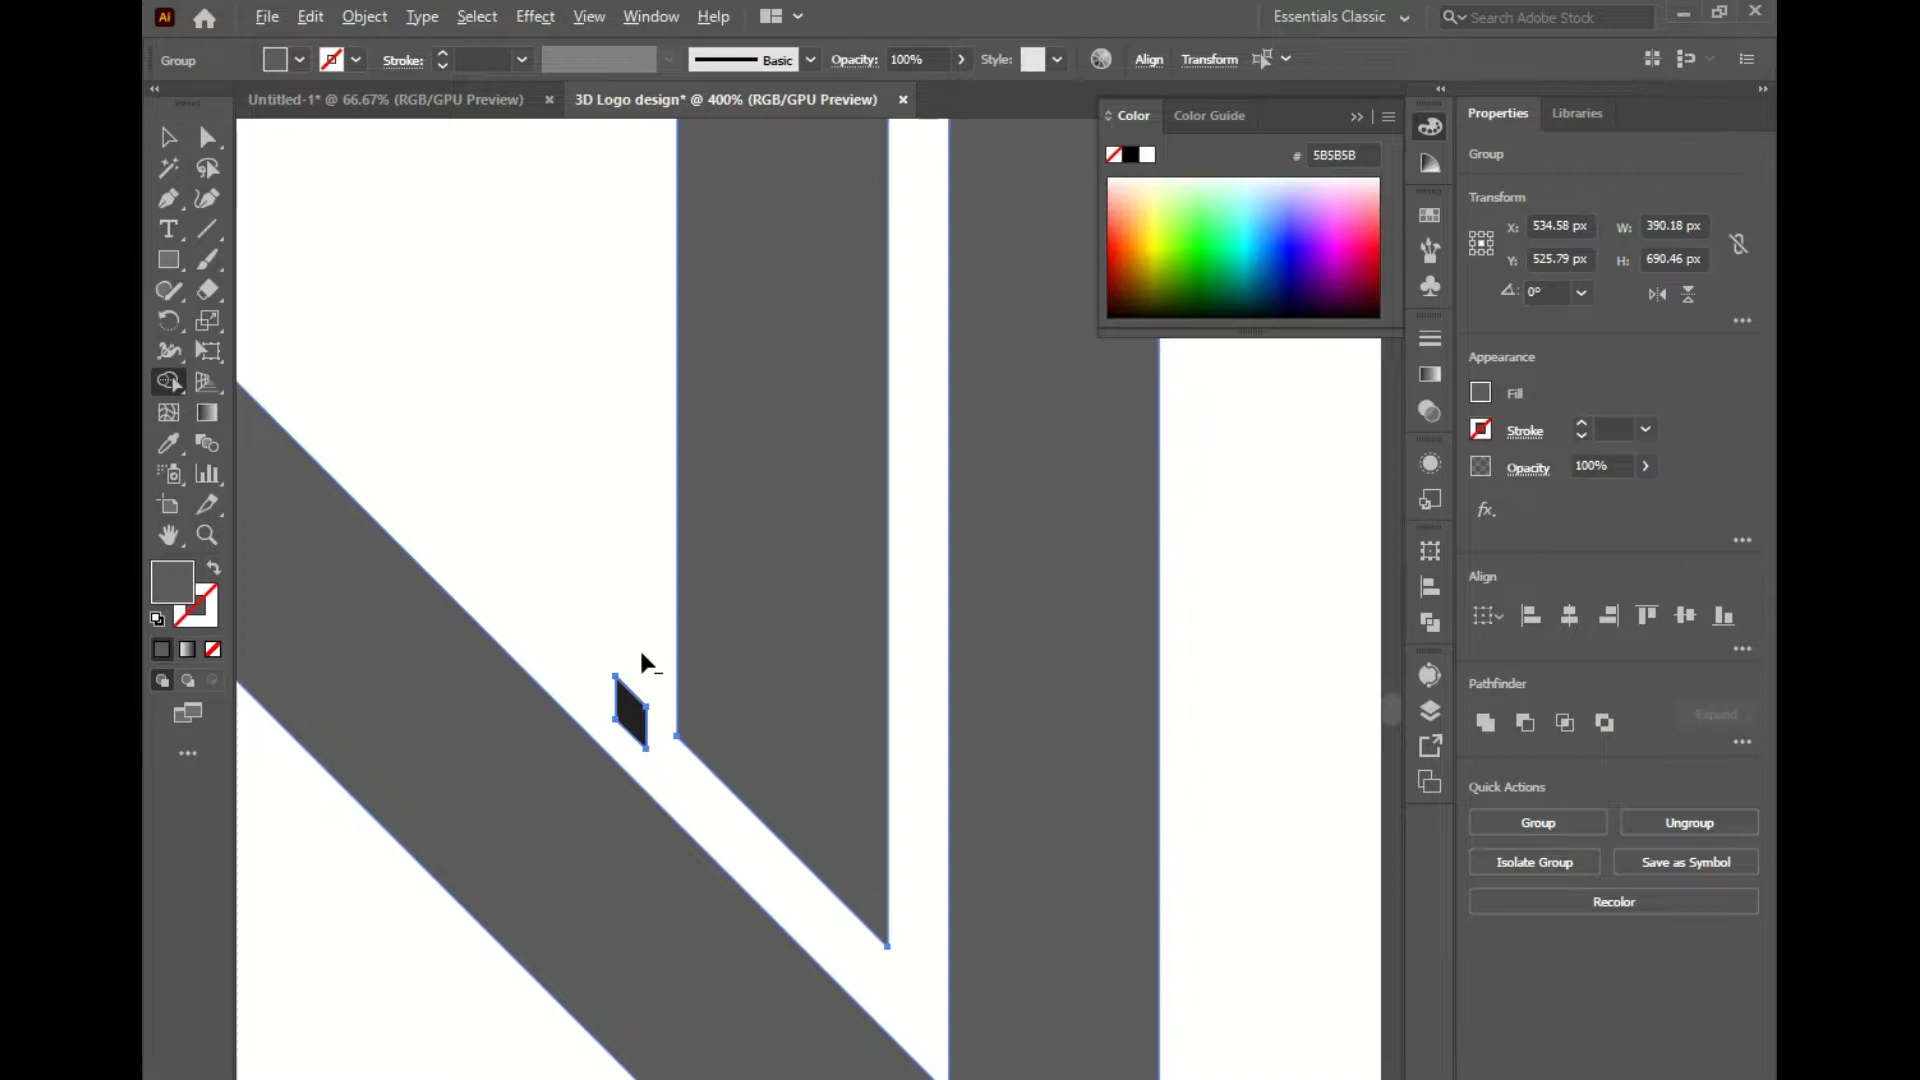 Ai File Edit Object Type Select Effect View Window Help Essentials Classic Search Adobe Stock
Group Stroke: Basic Opacity: 100% Style: Align Transform
Untitled-1* @ 66.67% (RGB/GPU Preview) 3D Logo design* @ 400% (RGB/GPU Preview)
Color Color Guide
# 5B5B5B
Properties Libraries
Group
Transform
X: 534.58 px W: 390.18 px
Y: 525.79 px H: 690.46 px
0°
Appearance
Fill
Stroke
Opacity 100%
fx.
Align
Pathfinder
Expand
Quick Actions
Group Ungroup
Isolate Group Save as Symbol
Recolor